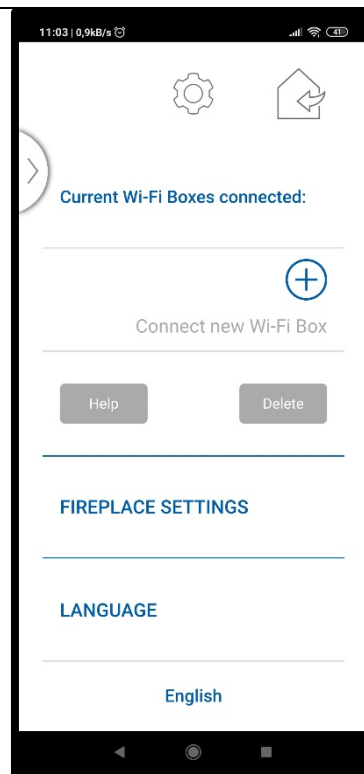 11:03 | 0,9kB/s
41
Current Wi-Fi Boxes connected:
Connect new Wi-Fi Box
Help
Delete
FIREPLACE SETTINGS
LANGUAGE
English